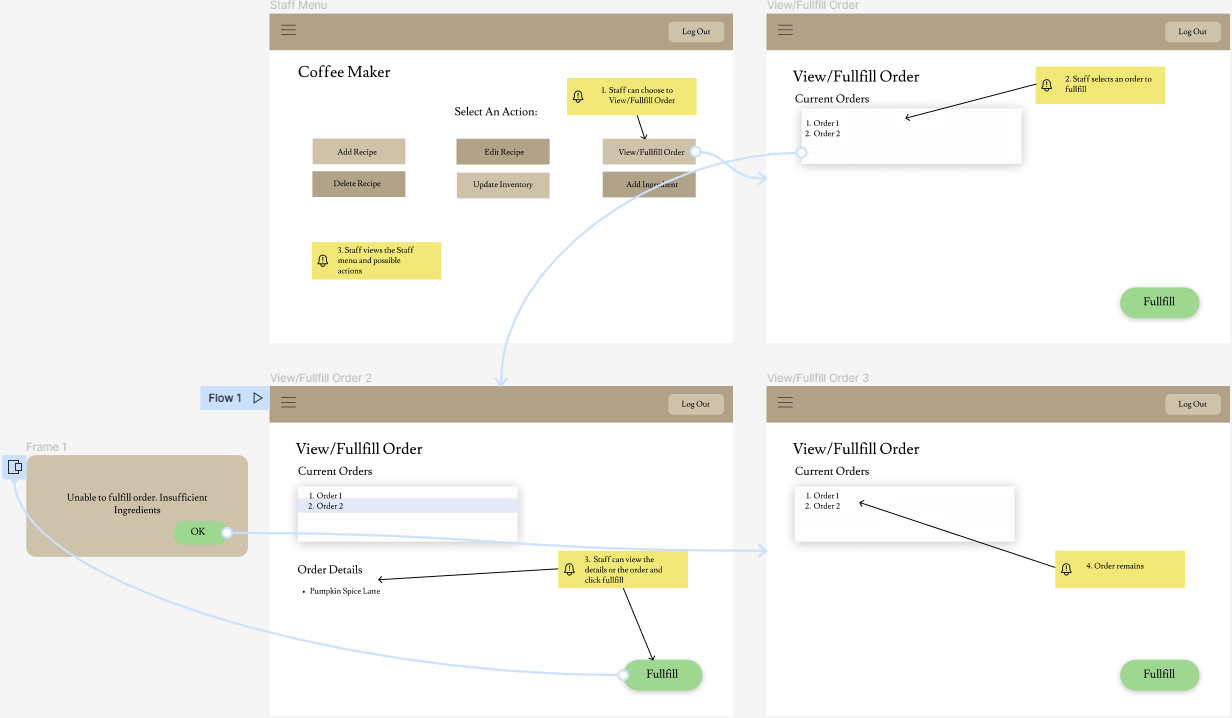 Staff Menu
Log Out
Coffee Maker
1. Staff can choose to
View/Fullfill Order
Select An Action:
Add Recipe
Edit Recipe
View/Fullfill Order
Delete Recipe
Update Inventory
Add Ingredient
3. Staff views the Staff
menu and possible
actions
View/Fullfill Order
Log Out
View/Fullfill Order
2. Staff selects an order to
fullfill
Current Orders
1. Order 1
2. Order 2
Fullfill
Flow 1
Frame 1
Unable to fulfill order. Insufficient
Ingredients
OK
View/Fullfill Order 2
Log Out
View/Fullfill Order
Current Orders
1. Order 1
2. Order 2
3. Staff can view the
details or the order and
click fullfill
Order Details
• Pumpkin Spice Latte
Fullfill
View/Fullfill Order 3
Log Out
View/Fullfill Order
Current Orders
1. Order 1
2. Order 2
4. Order remains
Fullfill